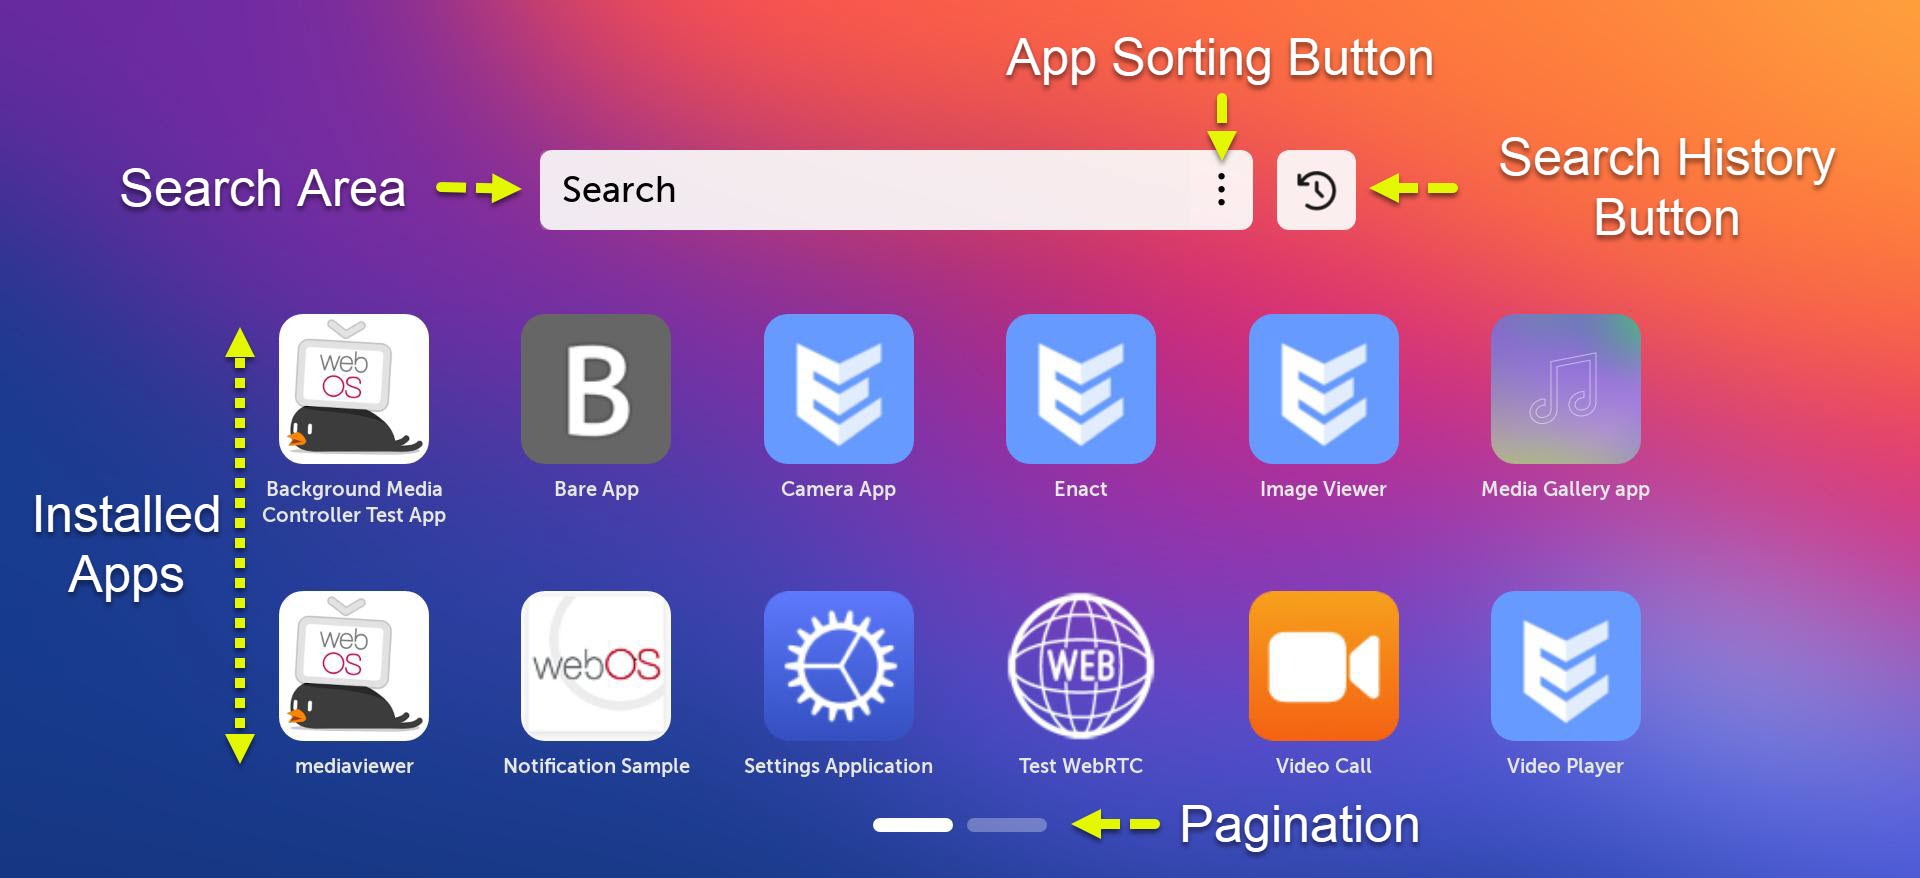 App Sorting Button
Search Area
Search
Search History
Button
Installed
Apps
web
OS
B
Background Media
Controller Test App
Bare App
Camera App
Enact
Image Viewer
Media Gallery app
web
OS
webOS
WEB
mediaviewer
Notification Sample
Settings Application
Test WebRTC
Video Call
Video Player
Pagination